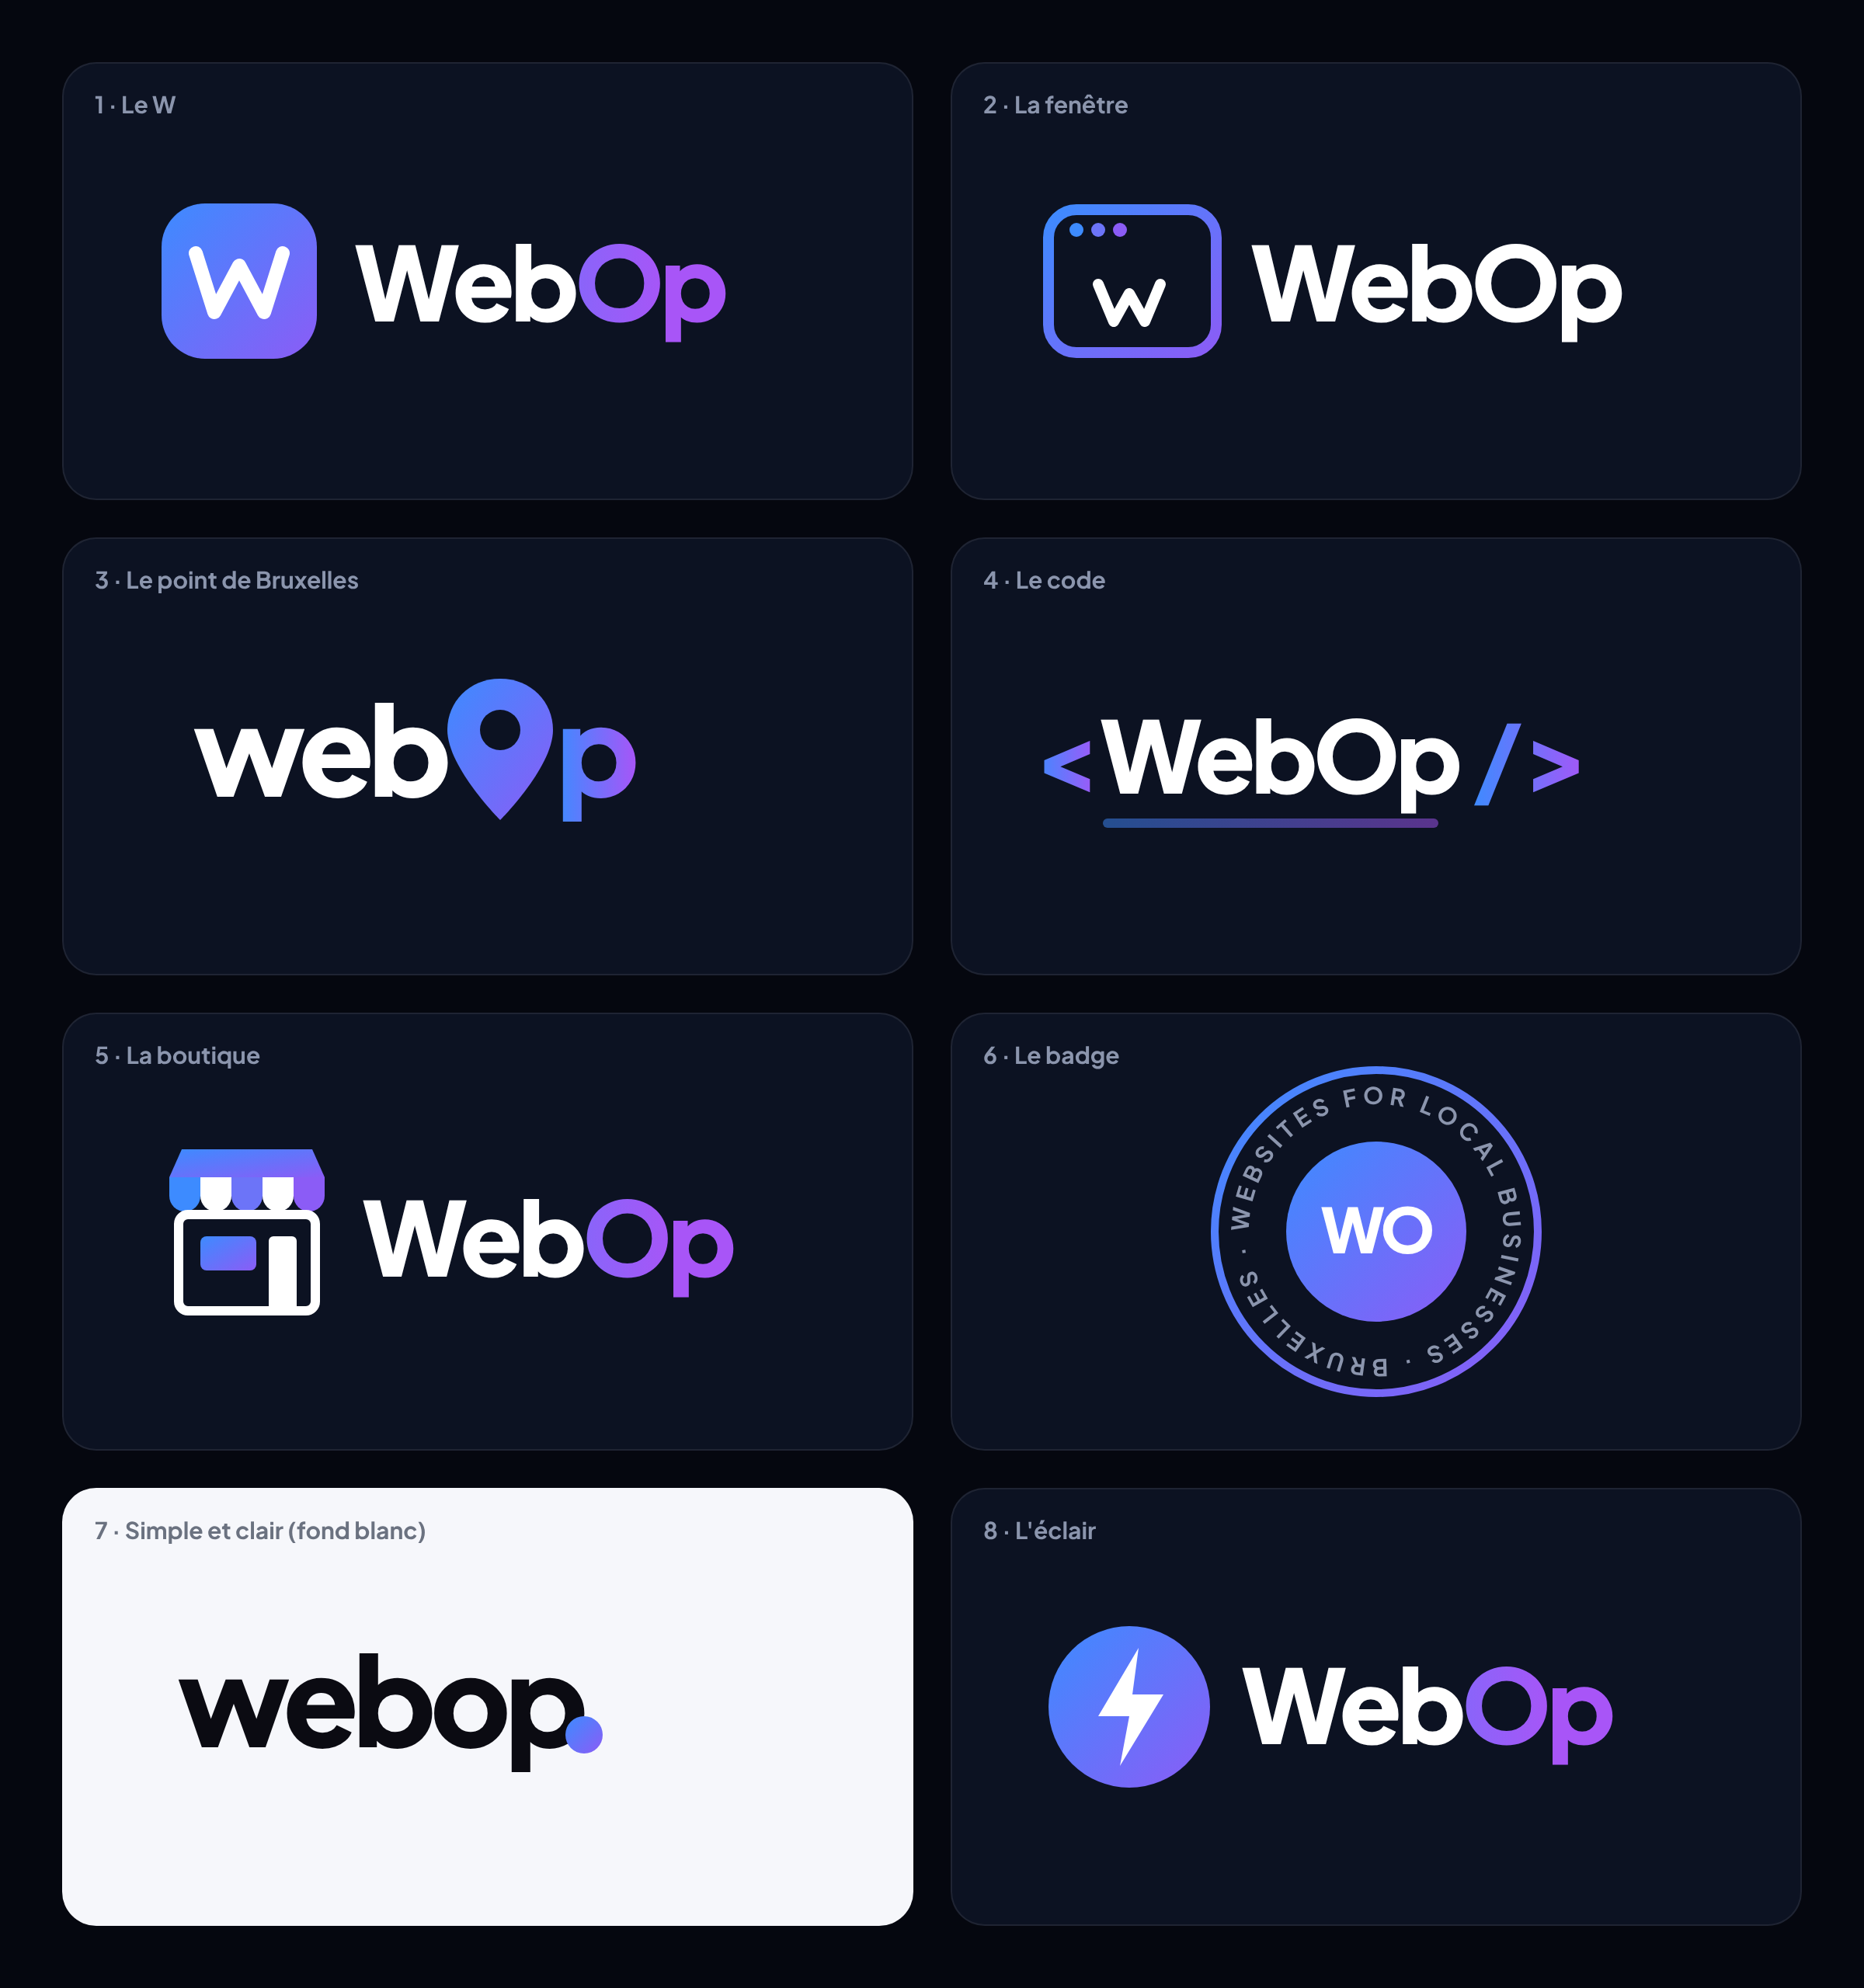 1 · Le W
W WebOp
2 · La fenêtre
w WebOp
3 · Le point de Bruxelles
webOp
4 · Le code
<WebOp/>
5 · La boutique
WebOp
6 · Le badge
WEBSITES FOR LOCAL BUSINESSES · BRUXELLES ·
WO
7 · Simple et clair (fond blanc)
webop.
8 · L'éclair
WebOp